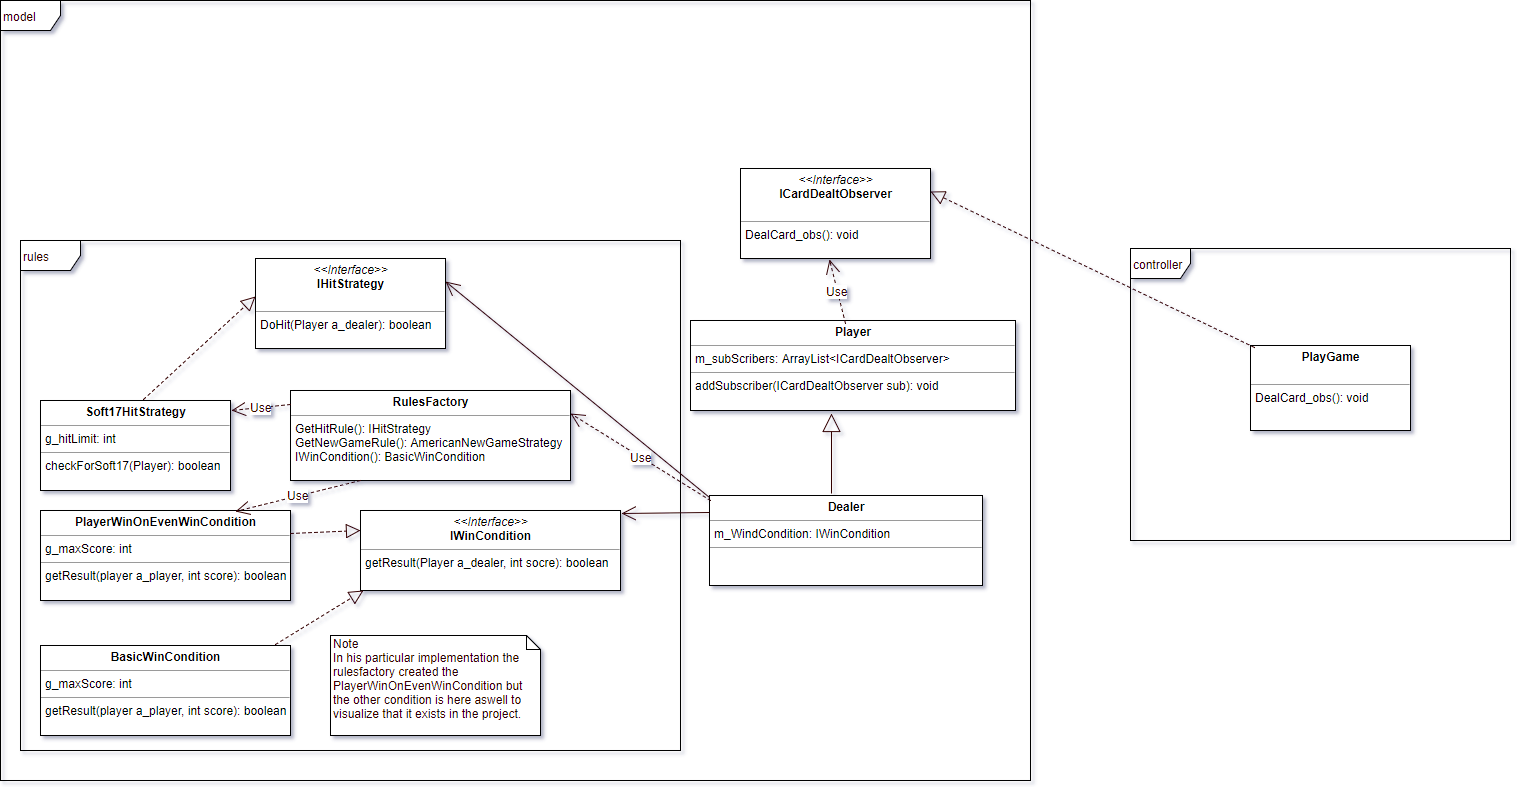 model
<<Interface>>
ICardDealtObserver
DealCard_obs(): void
rules
controller
<<Interface>>
IHitStrategy
DoHit(Player a_dealer): boolean
Use
Player
m_subScribers: ArrayList<ICardDealtObserver>
addSubscriber(ICardDealtObserver sub): void
PlayGame
DealCard_obs(): void
Soft17HitStrategy
g_hitLimit: int
checkForSoft17(Player): boolean
Use
RulesFactory
GetHitRule(): IHitStrategy
GetNewGameRule(): AmericanNewGameStrategy
IWinCondition(): BasicWinCondition
Use
Use
PlayerWinOnEvenWinCondition
g_maxScore: int
getResult(player a_player, int score): boolean
<<Interface>>
IWinCondition
getResult(Player a_dealer, int socre): boolean
Dealer
m_WindCondition: IWinCondition
BasicWinCondition
g_maxScore: int
getResult(player a_player, int score): boolean
Note
In his particular implementation the
rulesfactory created the
PlayerWinOnEvenWinCondition but
the other condition is here aswell to
visualize that it exists in the project.